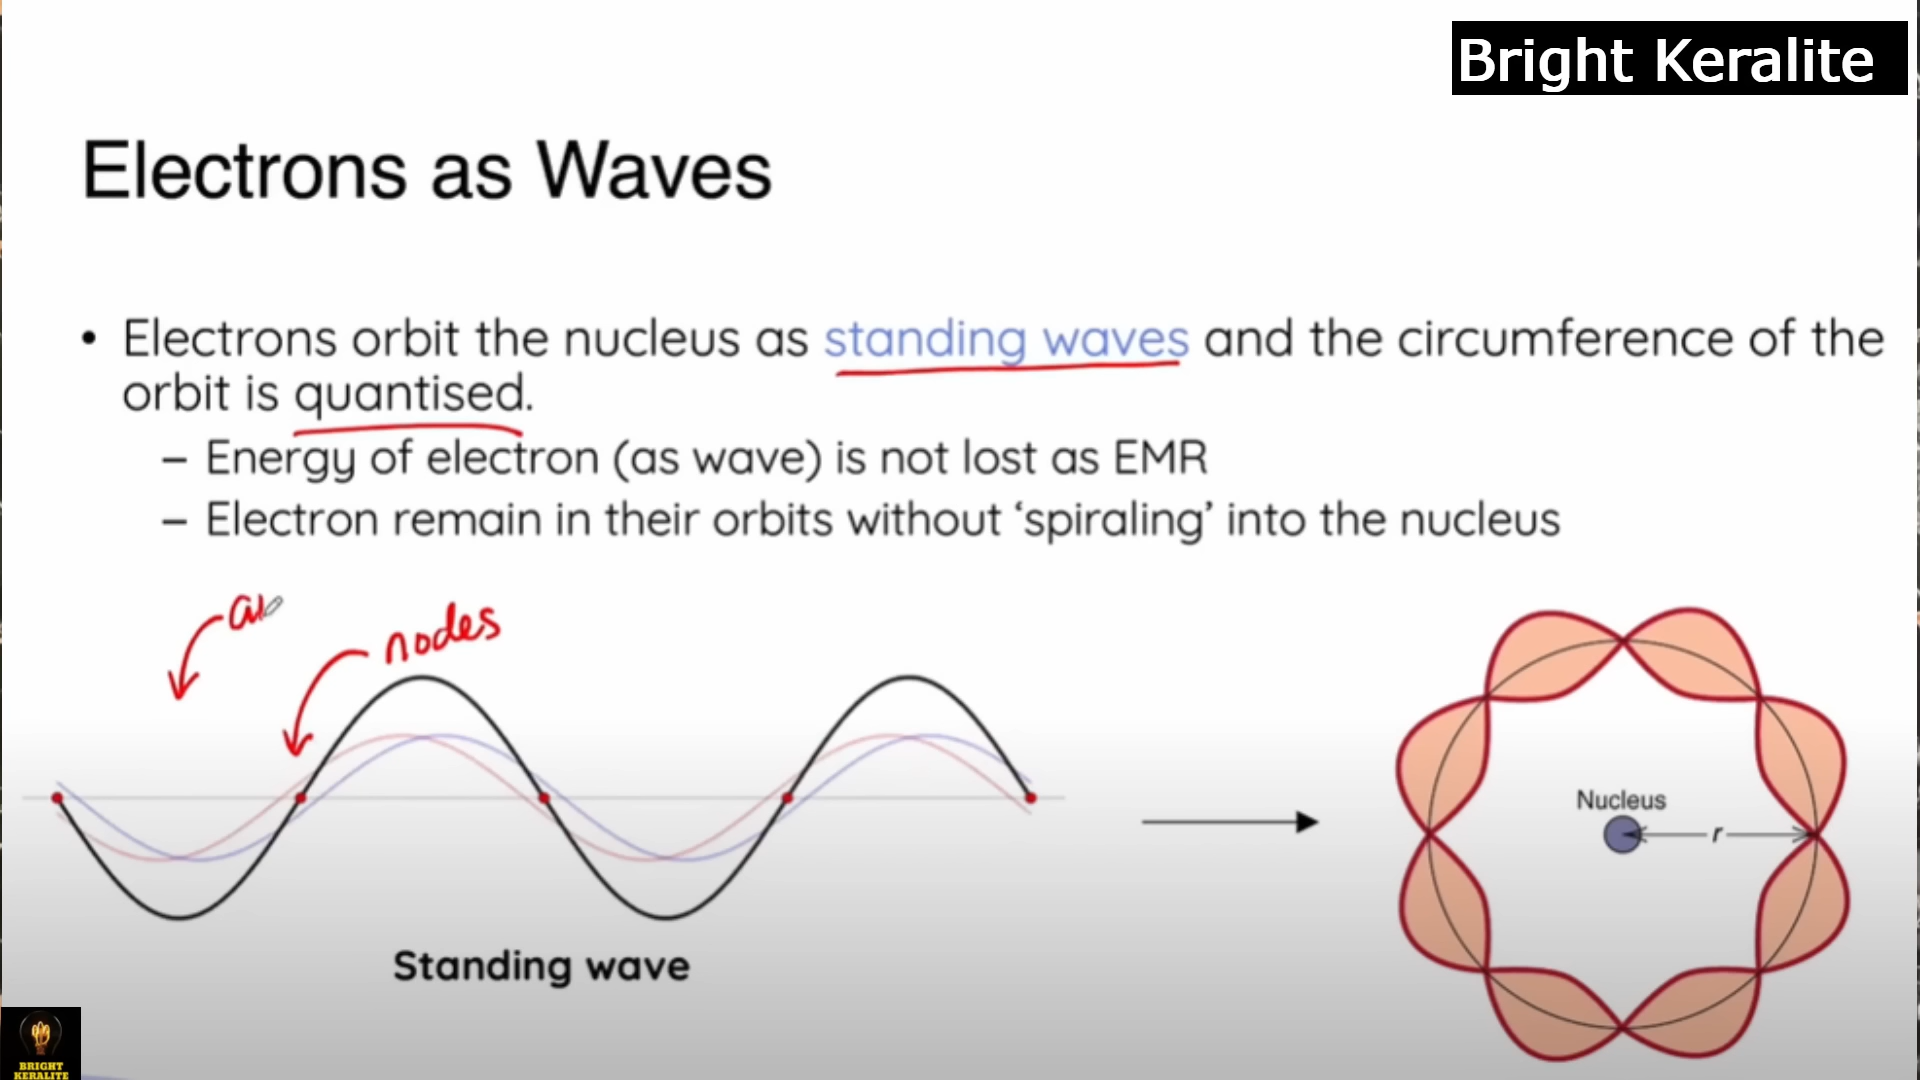 Bright Keralite
Electrons as Waves
• Electrons orbit the nucleus as standing waves and the circumference of the
orbit is quantised.
– Energy of electron (as wave) is not lost as EMR
– Electron remain in their orbits without ‘spiraling’ into the nucleus
nodes
Nucleus
r
Standing wave
BRIGHT
KERALITE